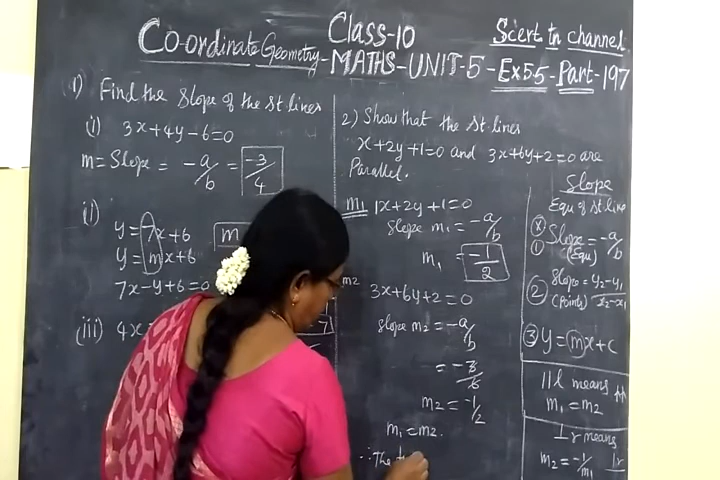 Class-10
Scert tn channel
Co-ordinate Geometry - MATHS - UNIT-5 - Ex 5.5 - Part-197
1) Find the slope of the st lines
(i) 3x+4y-6=0
m = Slope = -a/b = -3/4
(ii)
y = 7x+6
y = mx+6
m
7x-y+6=0
-7
(iii) 4x
2) Show that the st. lines
x+2y+1=0 and 3x+6y+2=0 are
Parallel.
m1 1x+2y+1=0
Slope m1 = -a/b
m1 = -1/2
m2 3x+6y+2=0
slope m2 = -a/b
= -3/6
m2 = -1/2
m1 = m2.
∴ The
Slope
Equ of st line
① Slope = -a/b
(Equ)
② Slope = y2-y1/x2-x1
(Points)
③ y = mx+c
||l means ↑↑
m1 = m2
⊥r means
m2 = -1/m1 ⊥r